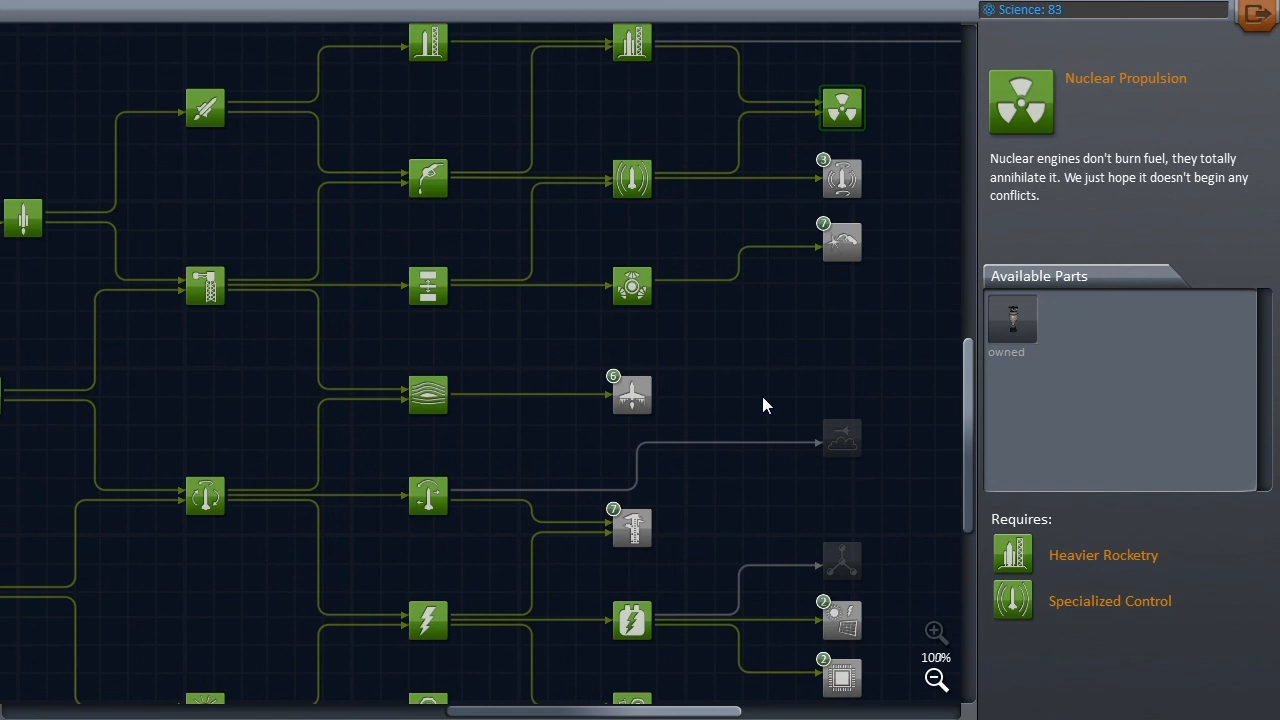 Science: 83
Nuclear Propulsion
Nuclear engines don't burn fuel, they totally
annihilate it. We just hope it doesn't begin any
conflicts.
3
7
Available Parts
owned
6
7
Requires:
Heavier Rocketry
Specialized Control
2
100%
2